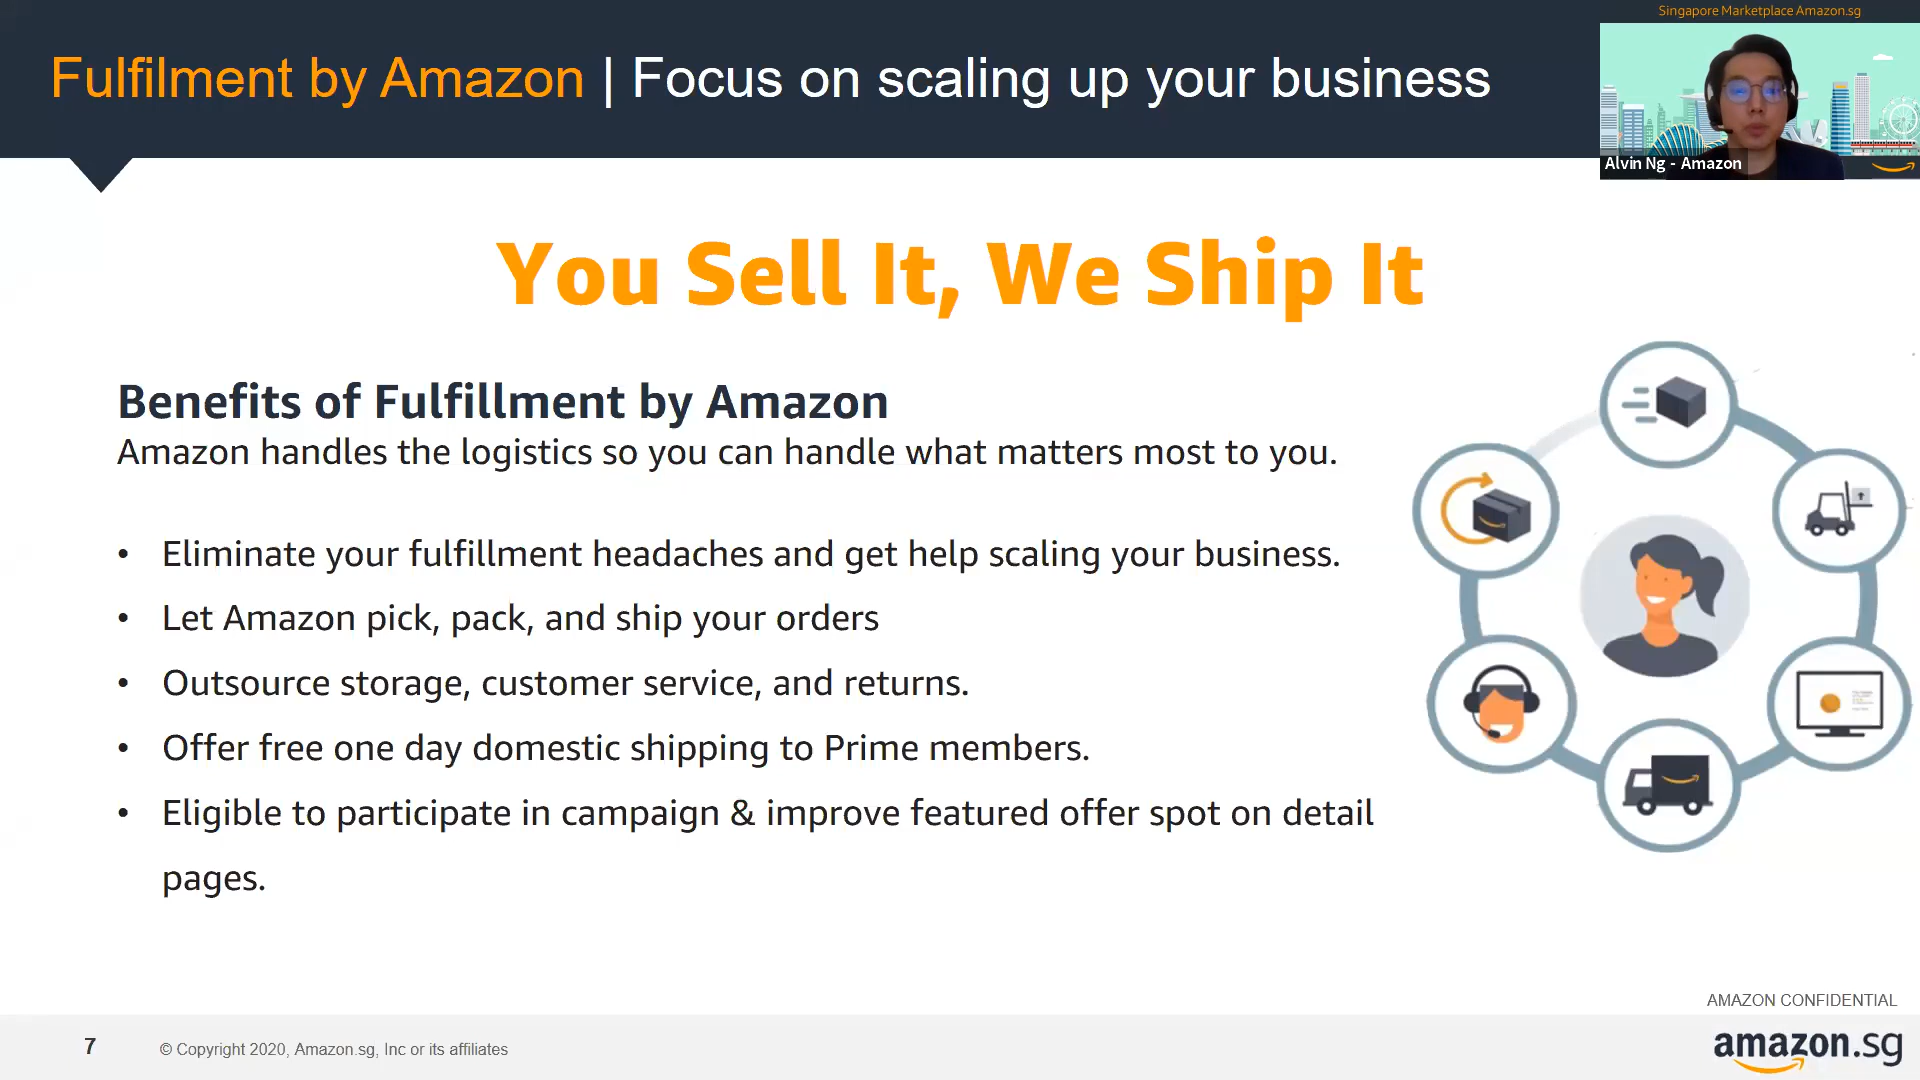 Singapore Marketplace Amazon.sg
Fulfilment by Amazon | Focus on scaling up your business
Alvin Ng - Amazon
You Sell It, We Ship It
Benefits of Fulfillment by Amazon
Amazon handles the logistics so you can handle what matters most to you.
• Eliminate your fulfillment headaches and get help scaling your business.
• Let Amazon pick, pack, and ship your orders
• Outsource storage, customer service, and returns.
• Offer free one day domestic shipping to Prime members.
• Eligible to participate in campaign & improve featured offer spot on detail
pages.
AMAZON CONFIDENTIAL
7
© Copyright 2020, Amazon.sg, Inc or its affiliates
amazon.sg